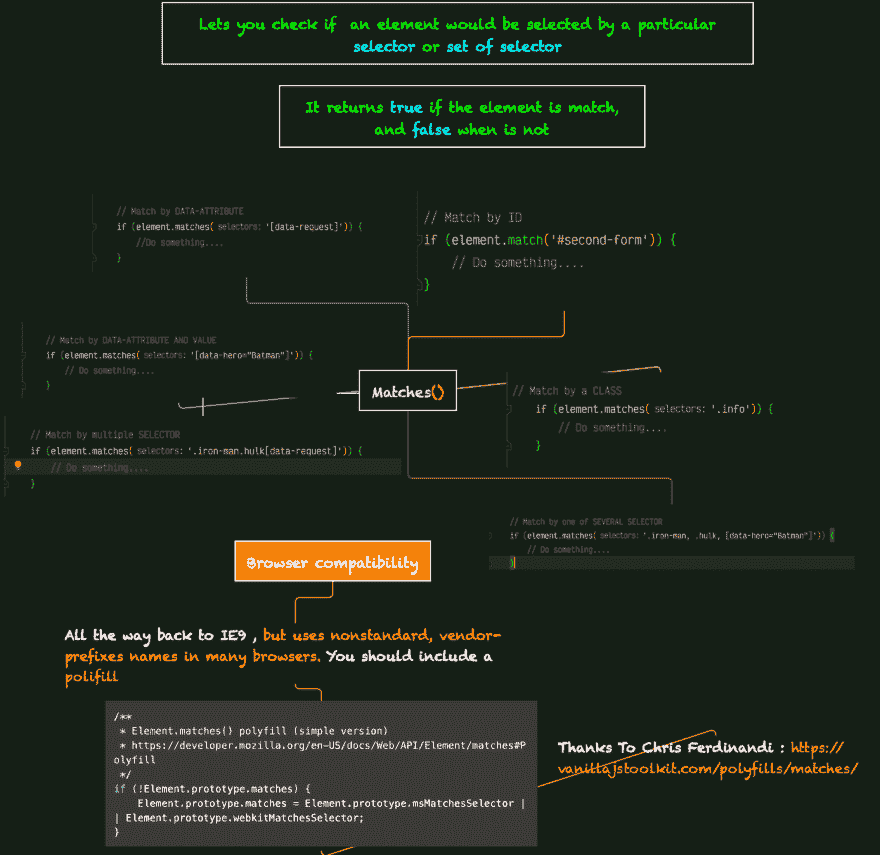 Lets you check if an element would be selected by a particular
selector or set of selector
It returns true if the element is match,
and false when is not
// Match by DATA-ATTRIBUTE
if (element.matches( selectors: '[data-request]')) {
//Do something....
}
// Match by ID
if (element.match('#second-form')) {
// Do something....
}
// Match by DATA-ATTRIBUTE AND VALUE
if (element.matches( selectors: '[data-hero="Batman"]')) {
// Do something....
}
Matches()
// Match by a CLASS
if (element.matches( selectors: '.info')) {
// Do something....
}
// Match by multiple SELECTOR
if (element.matches( selectors: '.iron-man.hulk[data-request]')) {
// Do something....
}
// Match by one of SEVERAL SELECTOR
if (element.matches( selectors: '.iron-man, .hulk, [data-hero="Batman"]')) {
// Do something....
}
Browser compatibility
All the way back to IE9 , but uses nonstandard, vendor-
prefixes names in many browsers. You should include a
polifill
/**
* Element.matches() polyfill (simple version)
* https://developer.mozilla.org/en-US/docs/Web/API/Element/matches#P
olyfill
*/
if (!Element.prototype.matches) {
Element.prototype.matches = Element.prototype.msMatchesSelector |
| Element.prototype.webkitMatchesSelector;
}
Thanks To Chris Ferdinandi : https://
vanillajstoolkit.com/polyfills/matches/